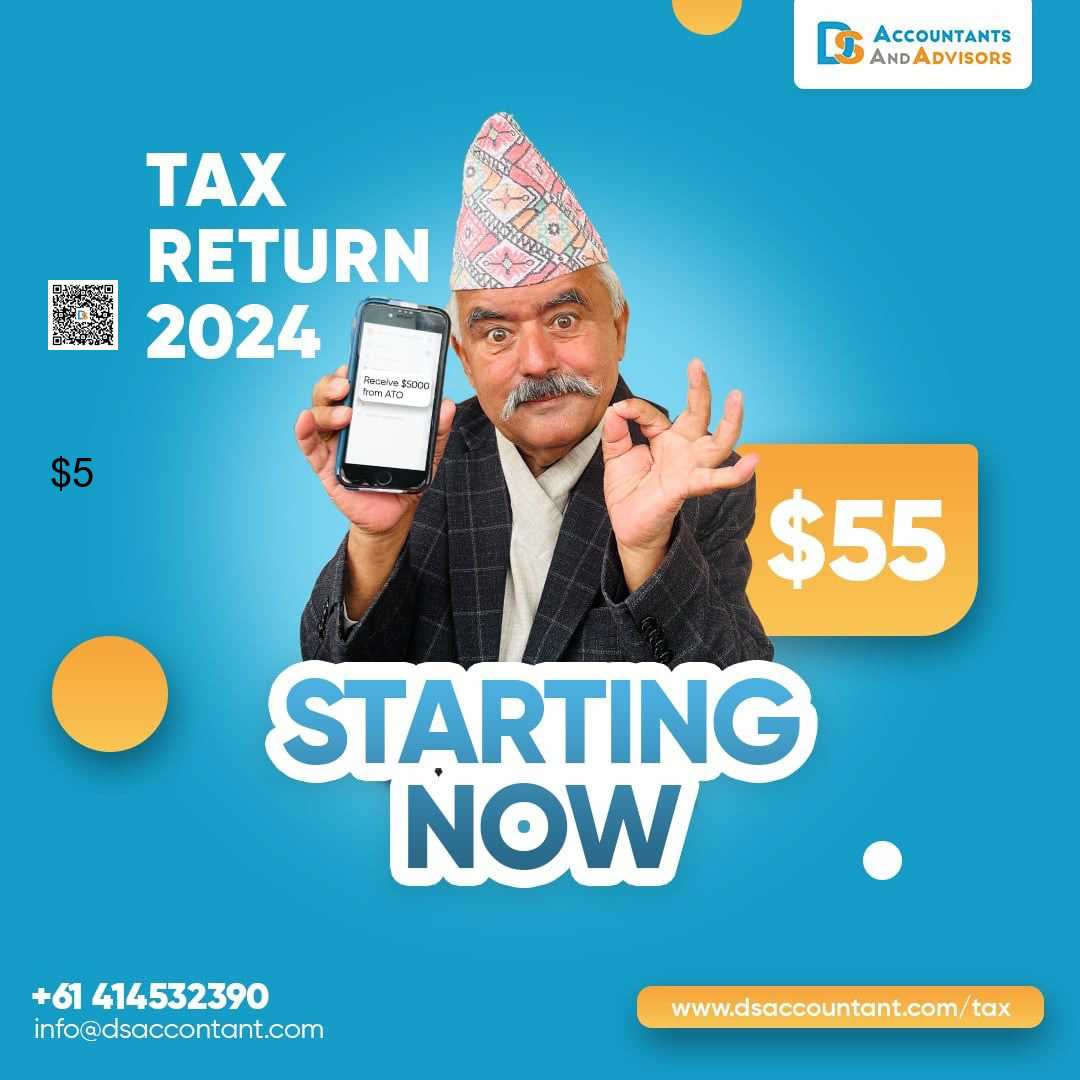 DS ACCOUNTANTS
AND ADVISORS
TAX
RETURN
2024
Receive $5000
from ATO
$5
$55
STARTING
NOW
+61 414532390
info@dsaccontant.com
www.dsaccountant.com/tax